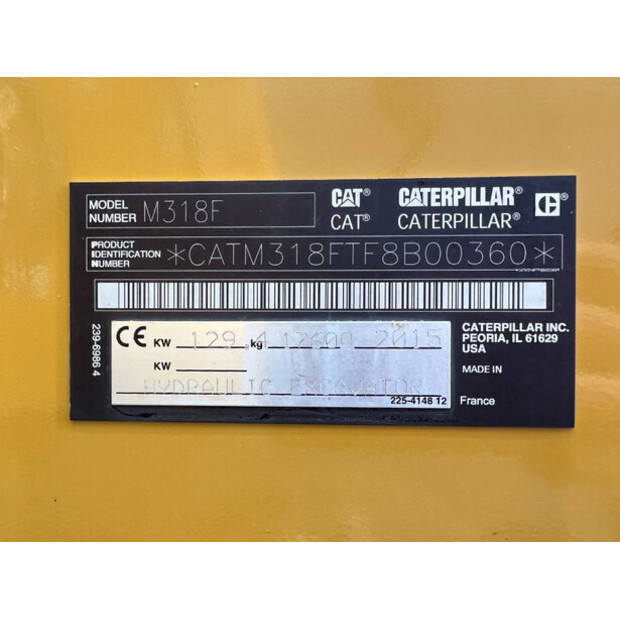 MODEL NUMBER M318F
CAT® CATERPILLAR®
CAT® CATERPILLAR®
PRODUCT IDENTIFICATION NUMBER *CATM318FTF8B00360*
239-6986 4
CE KW 129.4 kg 17600 2015
KW
HYDRAULIC EXCAVATOR
225-4148 12
CATERPILLAR INC.
PEORIA, IL 61629
USA
MADE IN
France